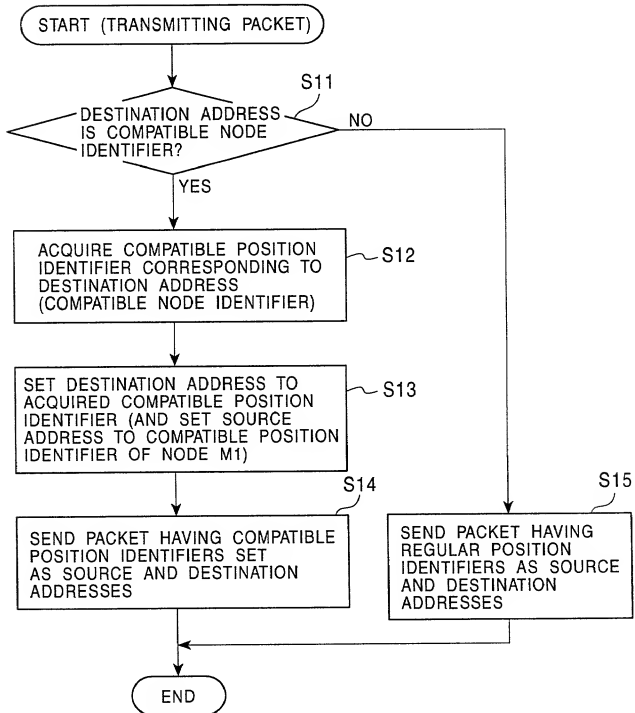 START (TRANSMITTING PACKET)
S11
DESTINATION ADDRESS
IS COMPATIBLE NODE
IDENTIFIER?
NO
YES
ACQUIRE COMPATIBLE POSITION
IDENTIFIER CORRESPONDING TO
DESTINATION ADDRESS
(COMPATIBLE NODE IDENTIFIER)
S12
SET DESTINATION ADDRESS TO
ACQUIRED COMPATIBLE POSITION
IDENTIFIER (AND SET SOURCE
ADDRESS TO COMPATIBLE POSITION
IDENTIFIER OF NODE M1)
S13
S14
SEND PACKET HAVING COMPATIBLE
POSITION IDENTIFIERS SET
AS SOURCE AND DESTINATION
ADDRESSES
S15
SEND PACKET HAVING
REGULAR POSITION
IDENTIFIERS AS SOURCE
AND DESTINATION
ADDRESSES
END